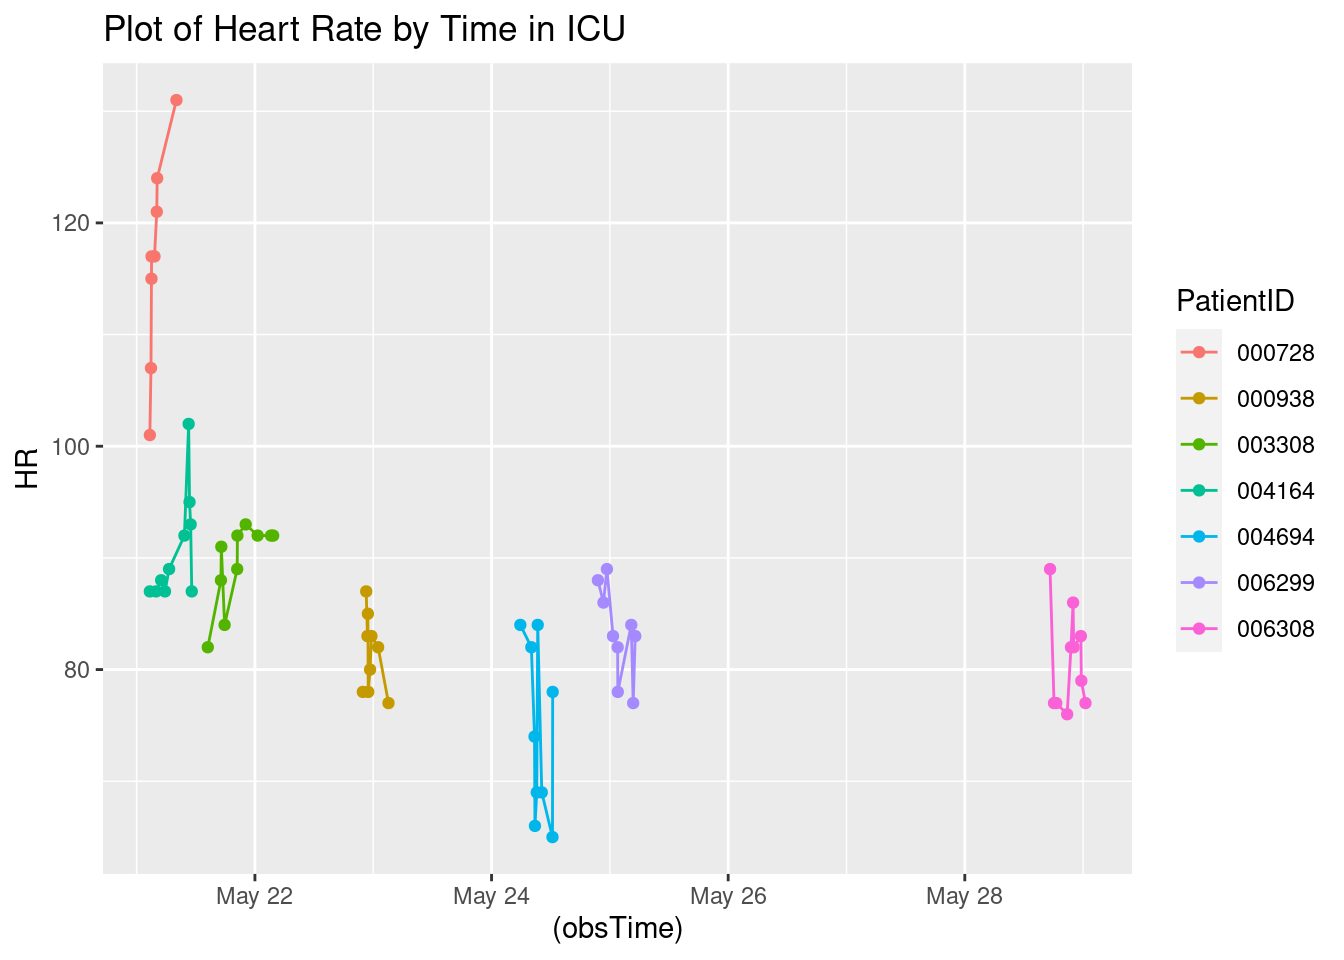 Plot of Heart Rate by Time in ICU
120
100
80
HR
May 22
May 24
May 26
May 28
(obsTime)
PatientID
000728
000938
003308
004164
004694
006299
006308